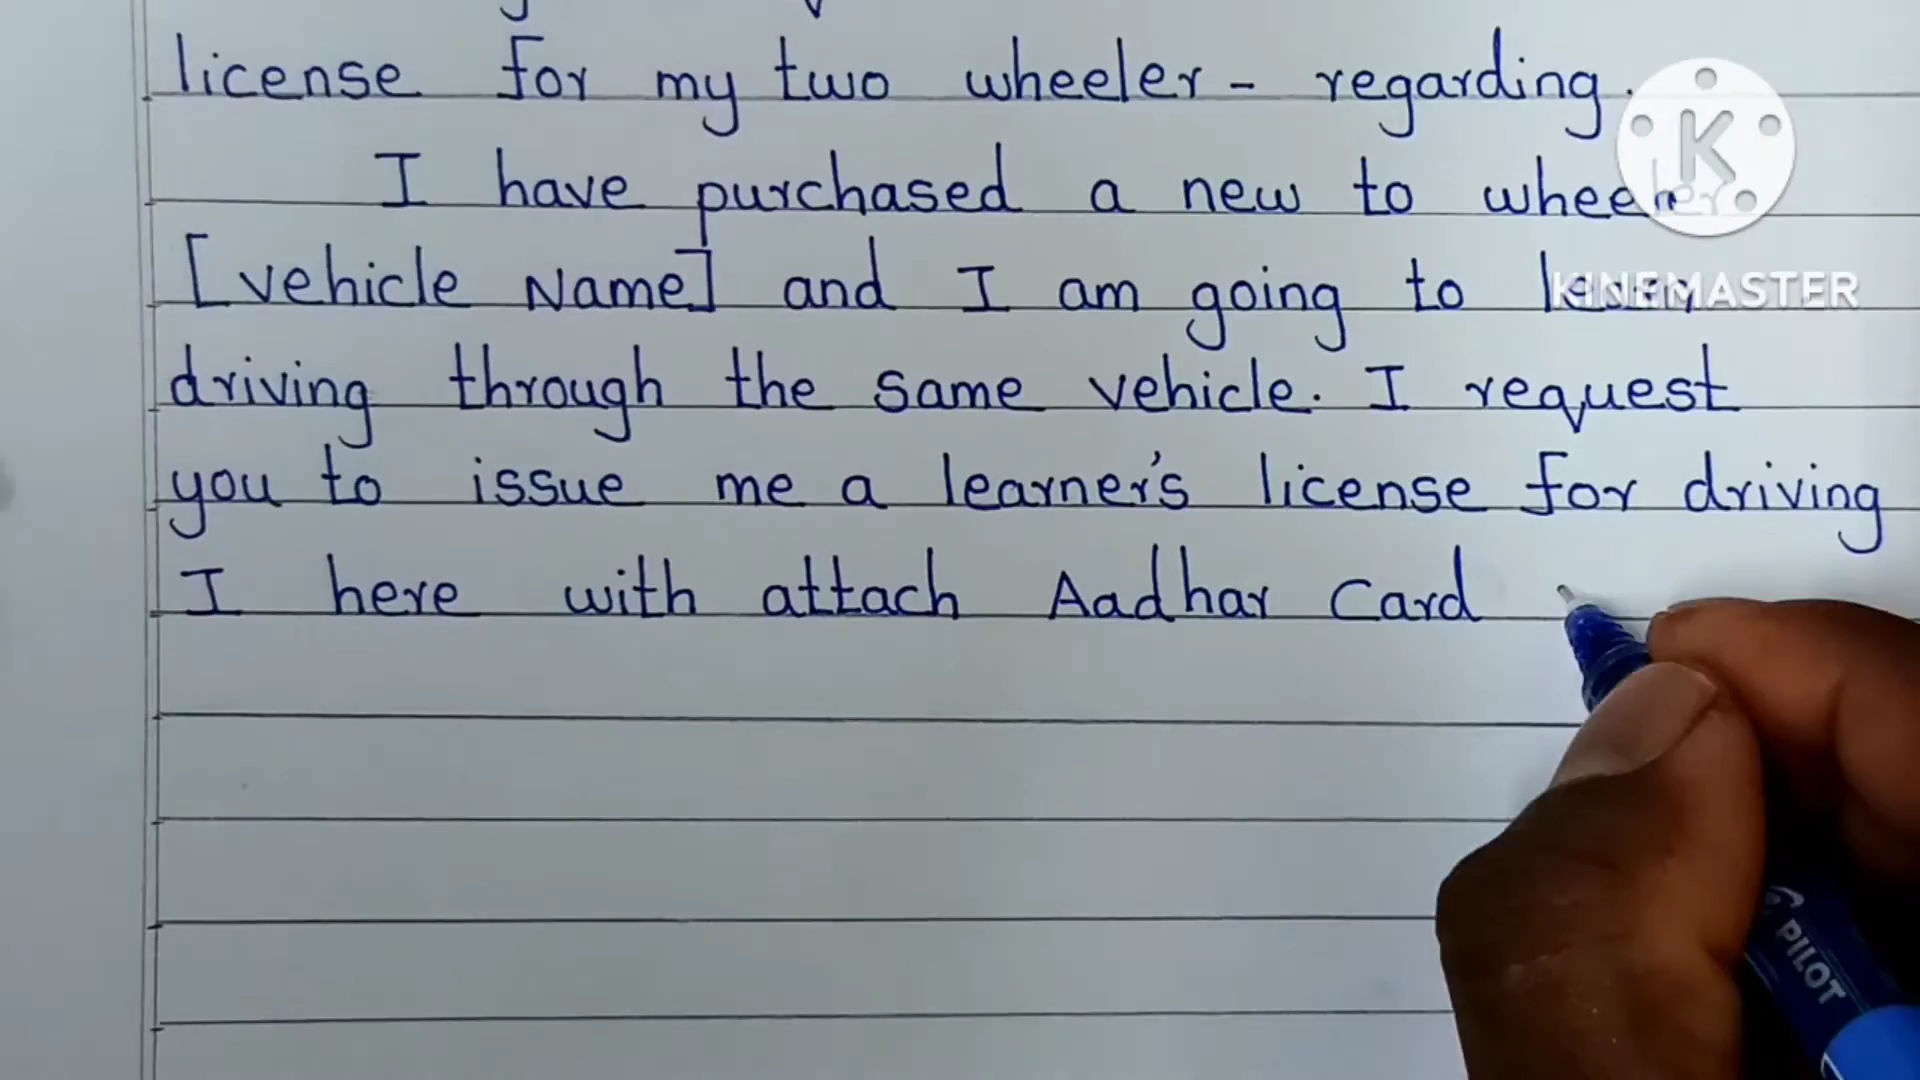 license for my two wheeler - regarding.
I have purchased a new to wheeler
[vehicle Name] and I am going to learn
driving through the same vehicle. I request
you to issue me a learner's license for driving
I here with attach Aadhar Card
K
KINEMASTER
PILOT